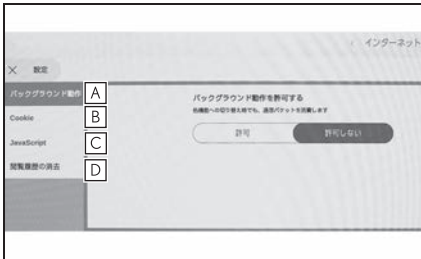 インターネット
設定
バックグラウンド動作
A
バックグラウンド動作を許可する
各機能への切り替え時でも、通信パケットを消費します
Cookie
B
許可
許可しない
JavaScript
C
閲覧履歴の消去
D